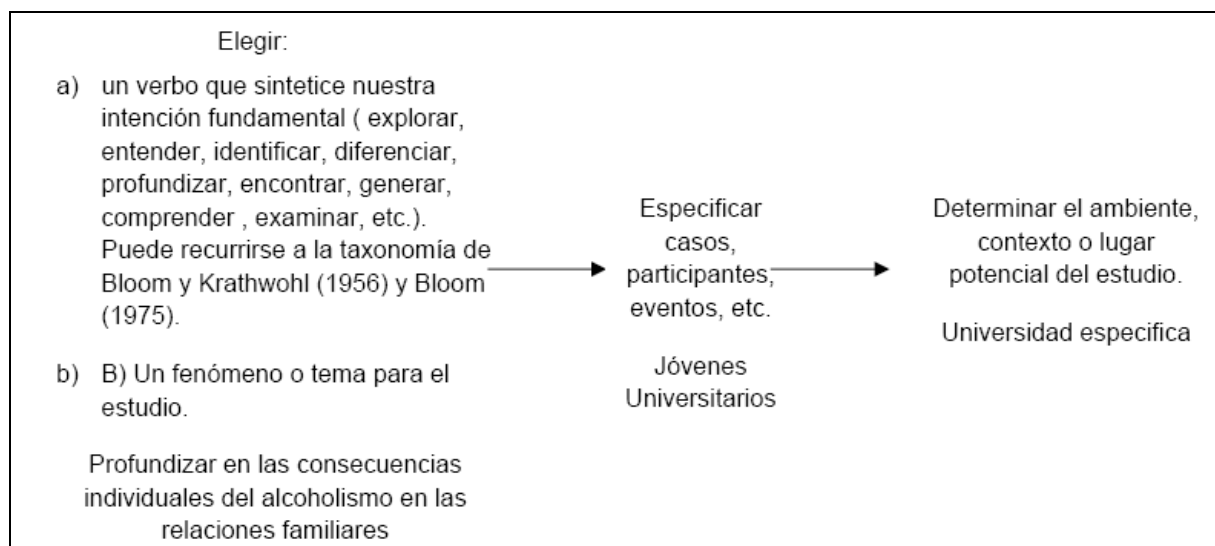 Elegir:
a) un verbo que sintetice nuestra
intención fundamental ( explorar,
entender, identificar, diferenciar,
profundizar, encontrar, generar,
comprender , examinar, etc.).
Puede recurrirse a la taxonomía de
Bloom y Krathwohl (1956) y Bloom
(1975).
b) B) Un fenómeno o tema para el
estudio.
Profundizar en las consecuencias
individuales del alcoholismo en las
relaciones familiares
Especificar
casos,
participantes,
eventos, etc.
Jóvenes
Universitarios
Determinar el ambiente,
contexto o lugar
potencial del estudio.
Universidad especifica